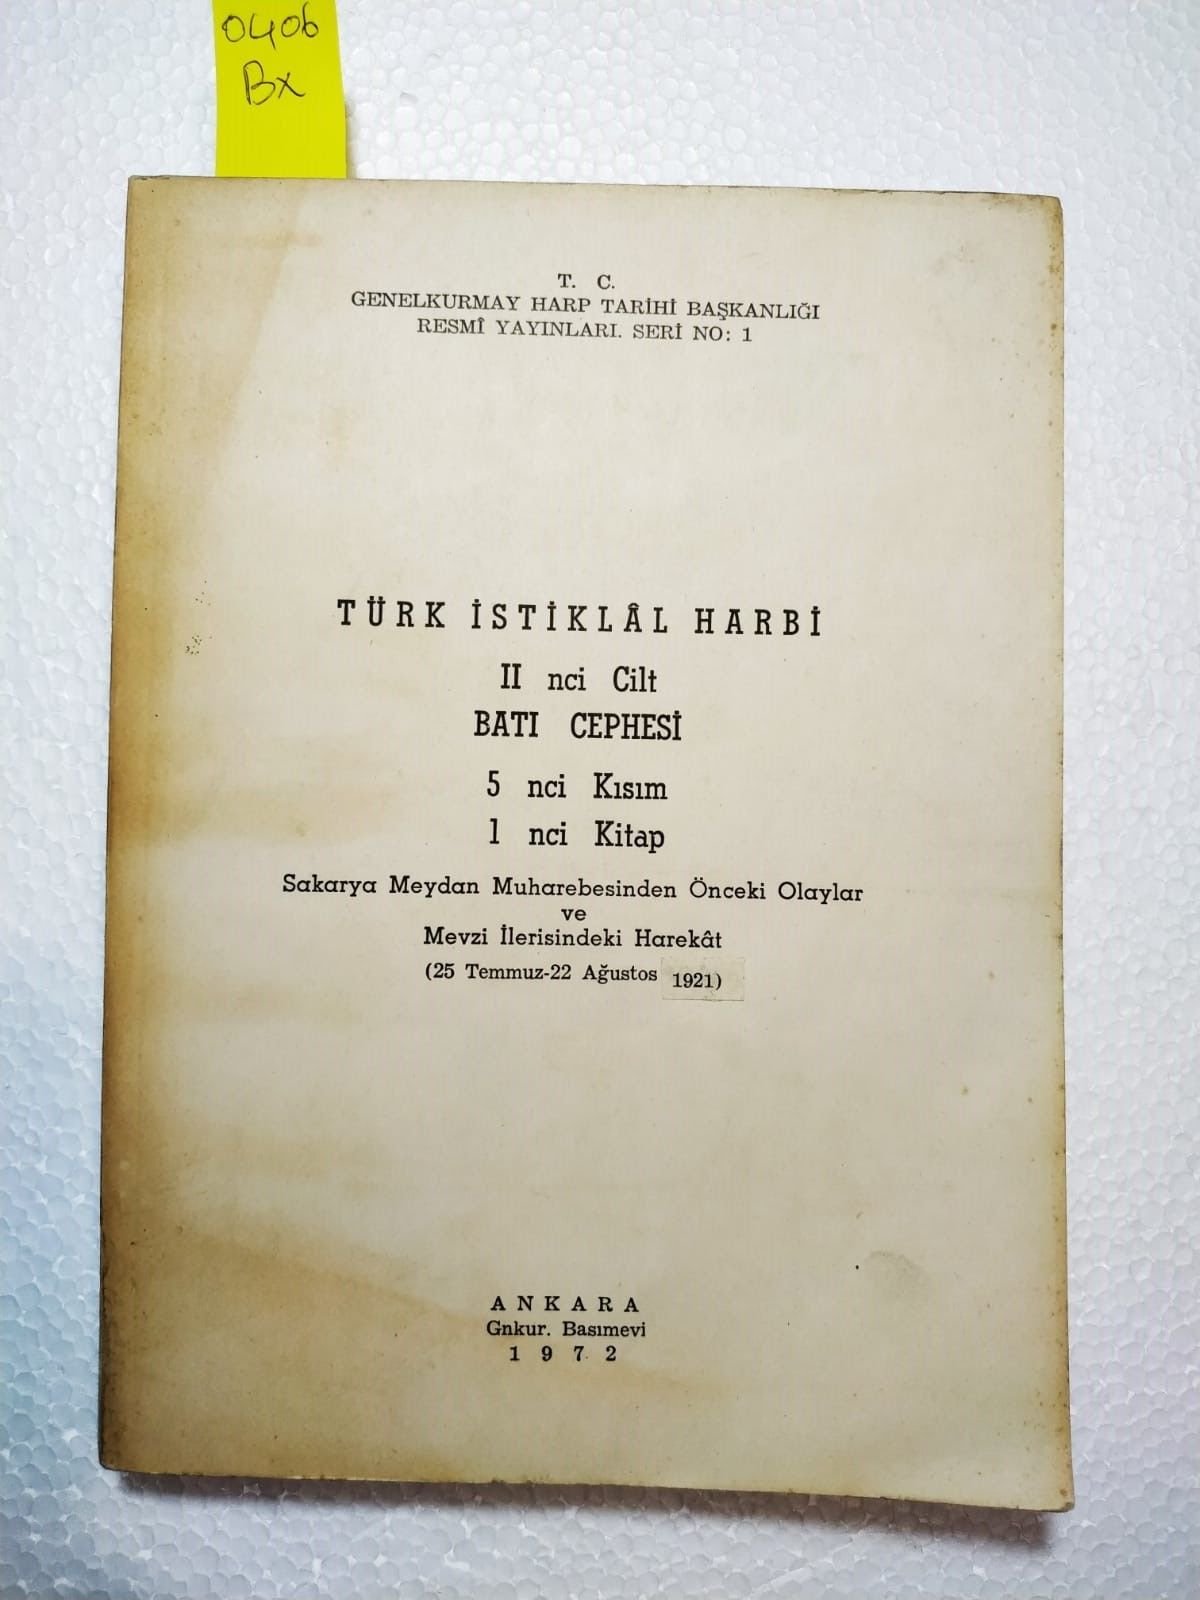 0406
Bx
T. C.
GENELKURMAY HARP TARİHİ BAŞKANLIĞI
RESMÎ YAYINLARI. SERİ NO: 1
TÜRK İSTİKLÂL HARBİ
II nci Cilt
BATI CEPHESİ
5 nci Kısım
1 nci Kitap
Sakarya Meydan Muharebesinden Önceki Olaylar
ve
Mevzi İlerisindeki Harekât
(25 Temmuz-22 Ağustos 1921)
ANKARA
Gnkur. Basımevi
1972